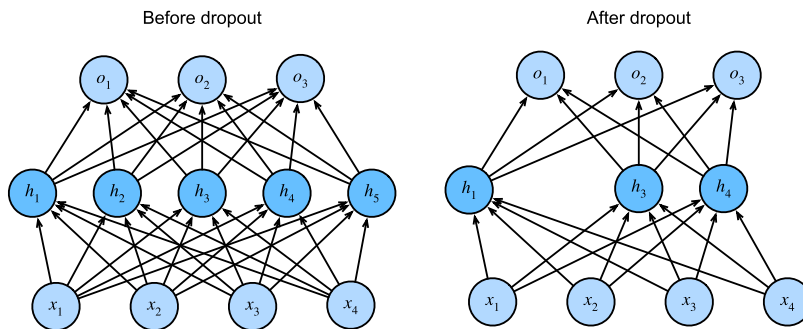 Before dropout
o1 o2 o3
h1 h2 h3 h4 h5
x1 x2 x3 x4
After dropout
o1 o2 o3
h1 h3 h4
x1 x2 x3 x4